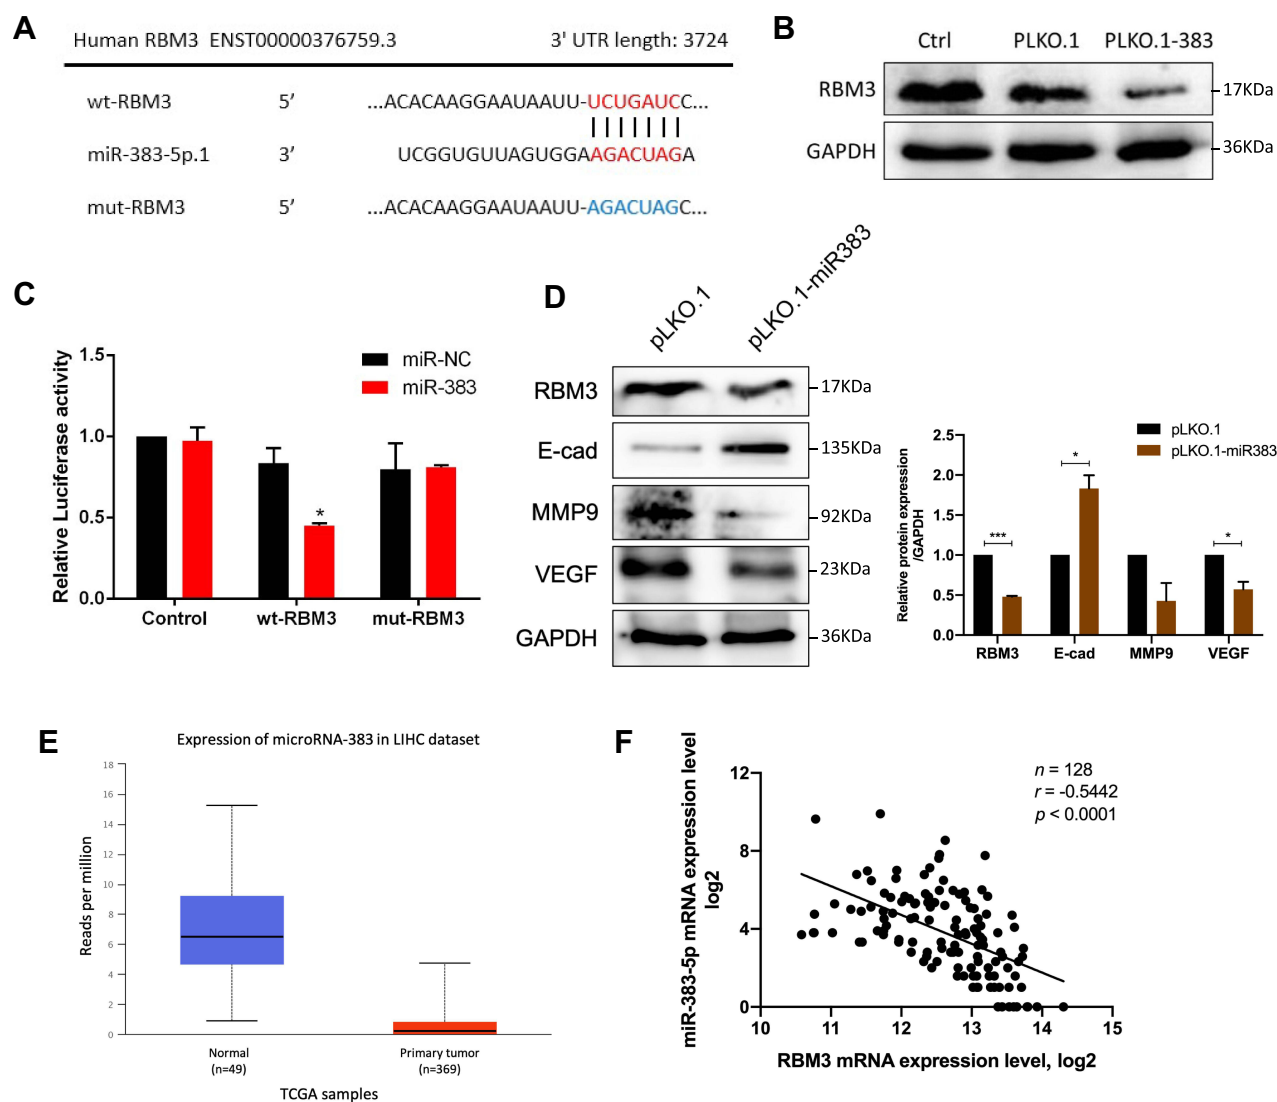 A
Human RBM3 ENST00000376759.3 3' UTR length: 3724
wt-RBM3 5’ ...ACACAAGGAAUAAUU-UCUGAUCC...
miR-383-5p.1 3’ UCGGUGUUAGUGGAAGACUAGA
mut-RBM3 5’ ...ACACAAGGAAUAAUU-AGACUAGC...
B
Ctrl PLKO.1 PLKO.1-383
RBM3 17KDa
GAPDH 36KDa
C
Relative Luciferase activity
1.5
1.0
0.5
0.0
miR-NC
miR-383
*
Control wt-RBM3 mut-RBM3
D
pLKO.1 pLKO.1-miR383
RBM3 17KDa
E-cad 135KDa
MMP9 92KDa
VEGF 23KDa
GAPDH 36KDa
Relative protein expression
/GAPDH
2.5
2.0
1.5
1.0
0.5
0.0
pLKO.1
pLKO.1-miR383
*** * *
RBM3 E-cad MMP9 VEGF
E
Expression of microRNA-383 in LIHC dataset
Reads per million
18
16
14
12
10
8
6
4
2
0
Normal Primary tumor
(n=49) (n=369)
TCGA samples
F
miR-383-5p mRNA expression level
log2
12
8
4
0
n = 128
r = -0.5442
p < 0.0001
10 11 12 13 14 15
RBM3 mRNA expression level, log2